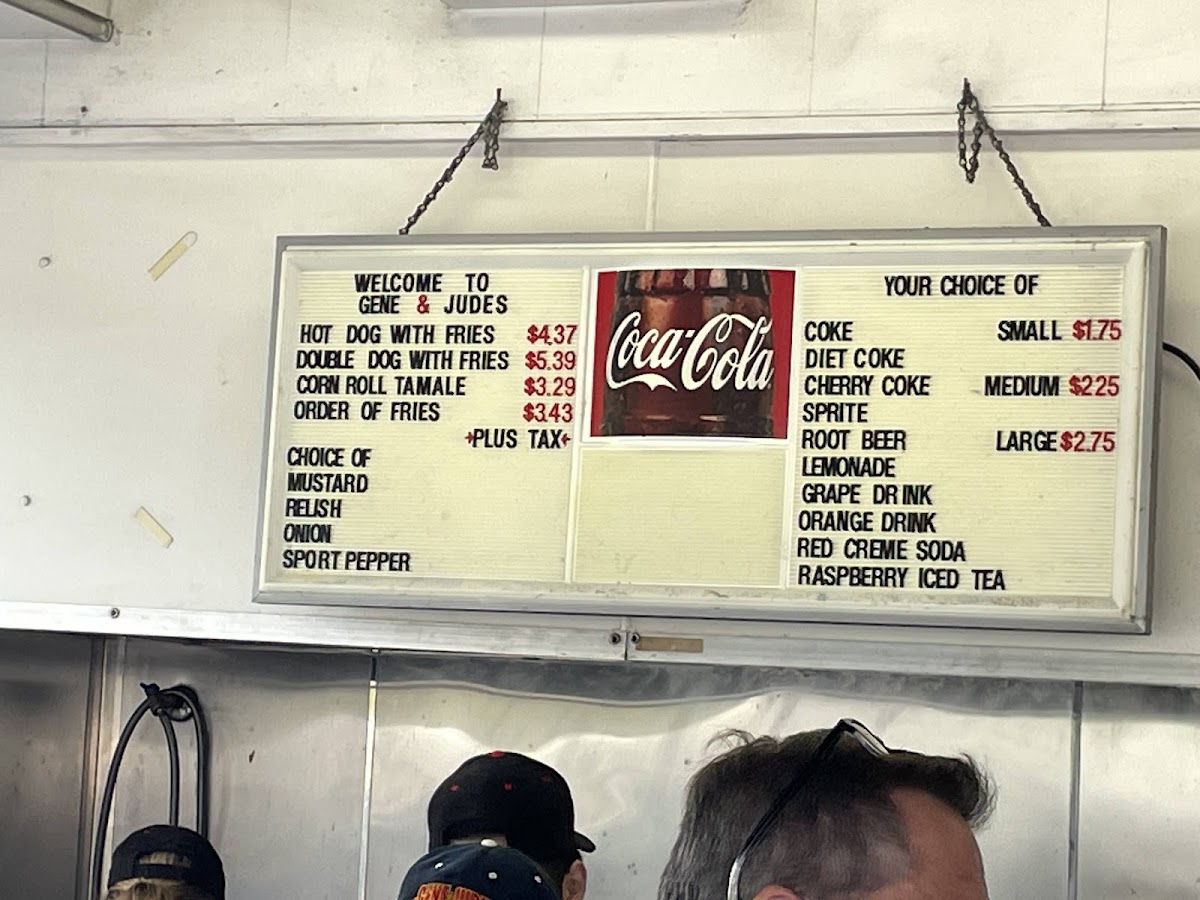 WELCOME TO
GENE & JUDES
HOT DOG WITH FRIES $4.37
DOUBLE DOG WITH FRIES $5.39
CORN ROLL TAMALE $3.29
ORDER OF FRIES $3.43
+PLUS TAX+
CHOICE OF
MUSTARD
RELISH
ONION
SPORT PEPPER
Coca-Cola
YOUR CHOICE OF
COKE SMALL $1.75
DIET COKE
CHERRY COKE MEDIUM $225
SPRITE
ROOT BEER LARGE $2.75
LEMONADE
GRAPE DRINK
ORANGE DRINK
RED CREME SODA
RASPBERRY ICED TEA